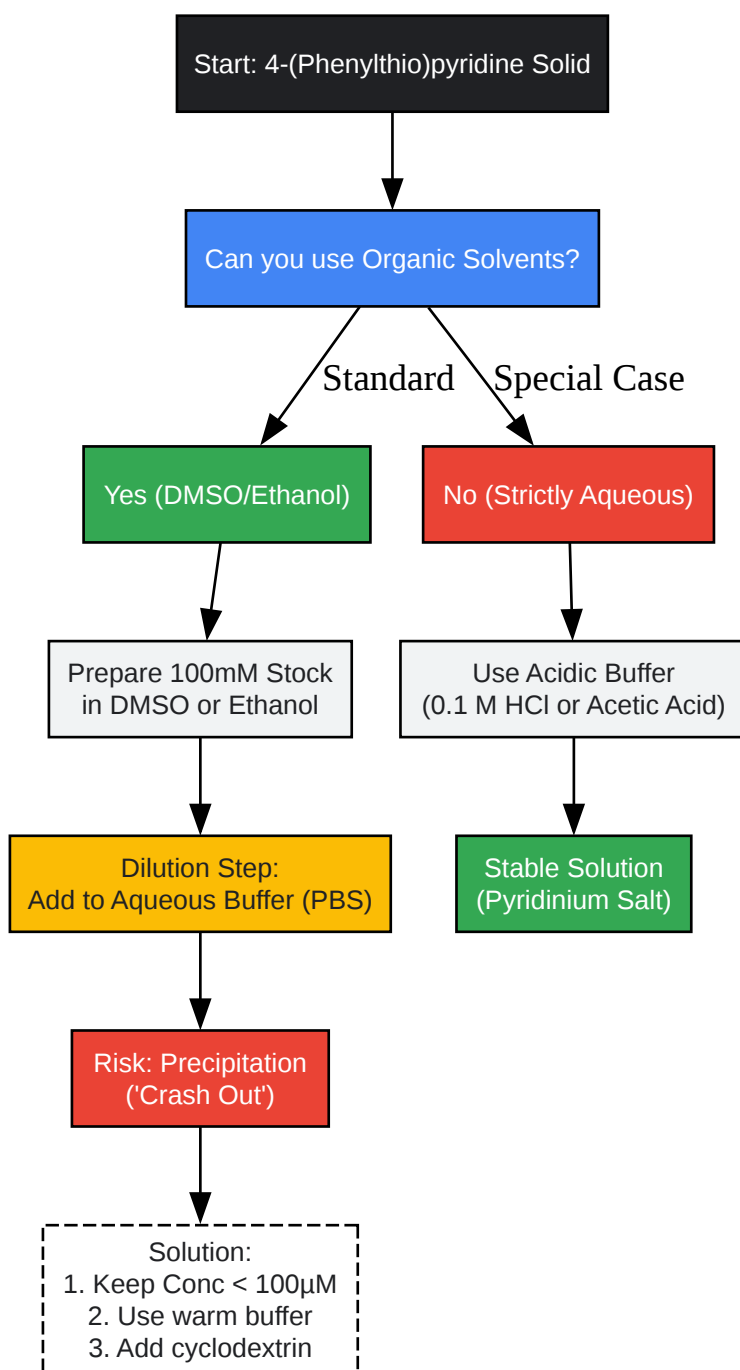 Start: 4-(Phenylthio)pyridine Solid
Can you use Organic Solvents?
Standard
Special Case
Yes (DMSO/Ethanol)
No (Strictly Aqueous)
Prepare 100mM Stock
in DMSO or Ethanol
Use Acidic Buffer
(0.1 M HCl or Acetic Acid)
Dilution Step:
Add to Aqueous Buffer (PBS)
Stable Solution
(Pyridinium Salt)
Risk: Precipitation
('Crash Out')
Solution:
1. Keep Conc < 100µM
2. Use warm buffer
3. Add cyclodextrin